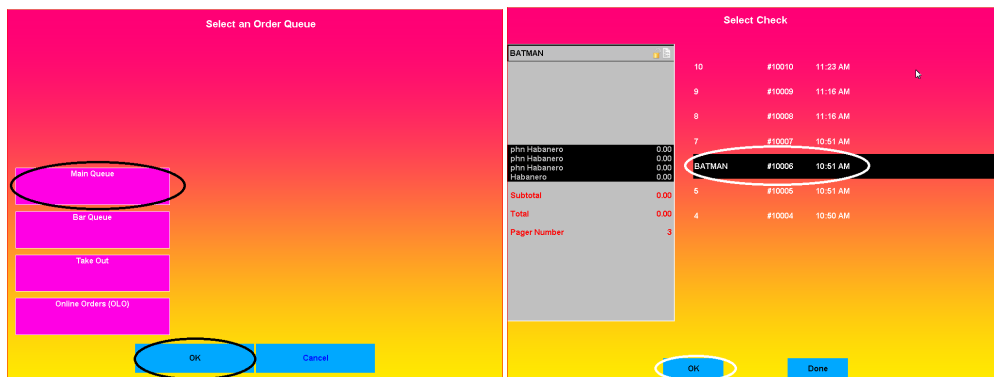 Select an Order Queue
Main Queue
Bar Queue
Take Out
Online Orders (OLO)
OK
Cancel
Select Check
BATMAN
phn Habanero 0.00
phn Habanero 0.00
phn Habanero 0.00
Habanero 0.00
Subtotal 0.00
Total 0.00
Pager Number 3
10 #10010 11:23 AM
9 #10009 11:16 AM
8 #10008 11:16 AM
7 #10007 10:51 AM
BATMAN #10006 10:51 AM
5 #10005 10:51 AM
4 #10004 10:50 AM
OK
Done